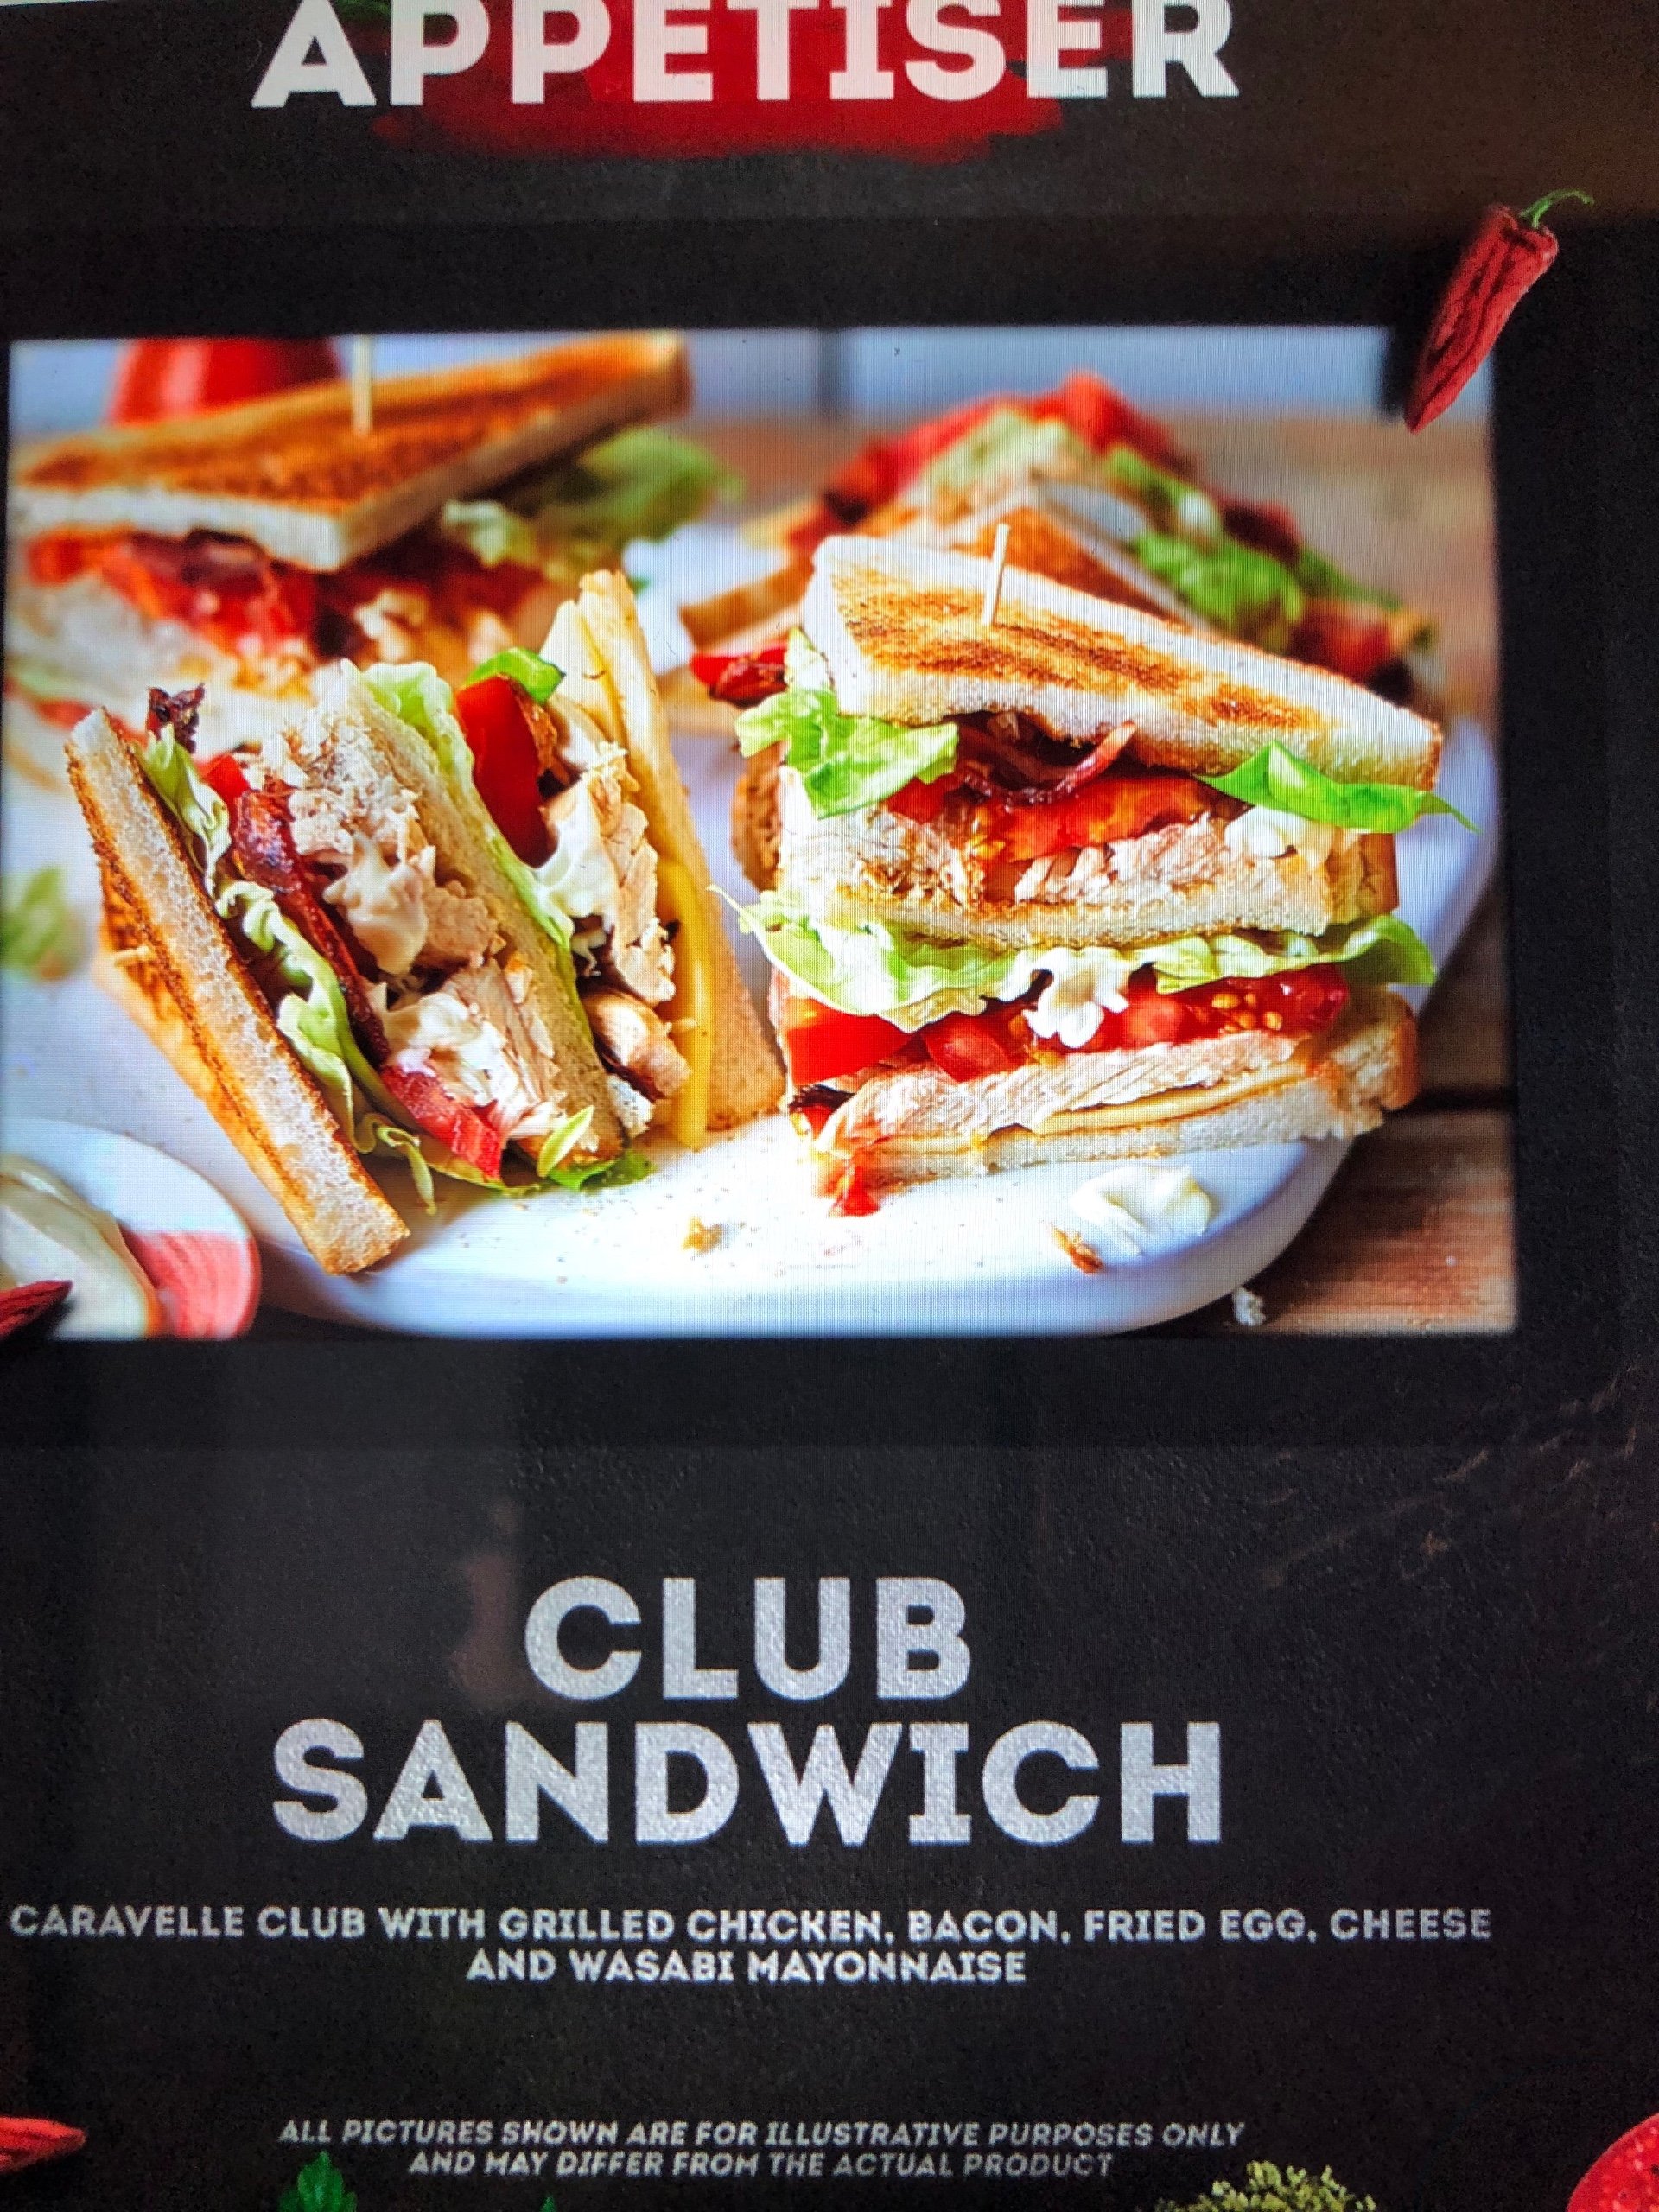 APPETISER
CLUB
SANDWICH
CARAVELLE CLUB WITH GRILLED CHICKEN, BACON, FRIED EGG, CHEESE
AND WASABI MAYONNAISE
ALL PICTURES SHOWN ARE FOR ILLUSTRATIVE PURPOSES ONLY
AND MAY DIFFER FROM THE ACTUAL PRODUCT